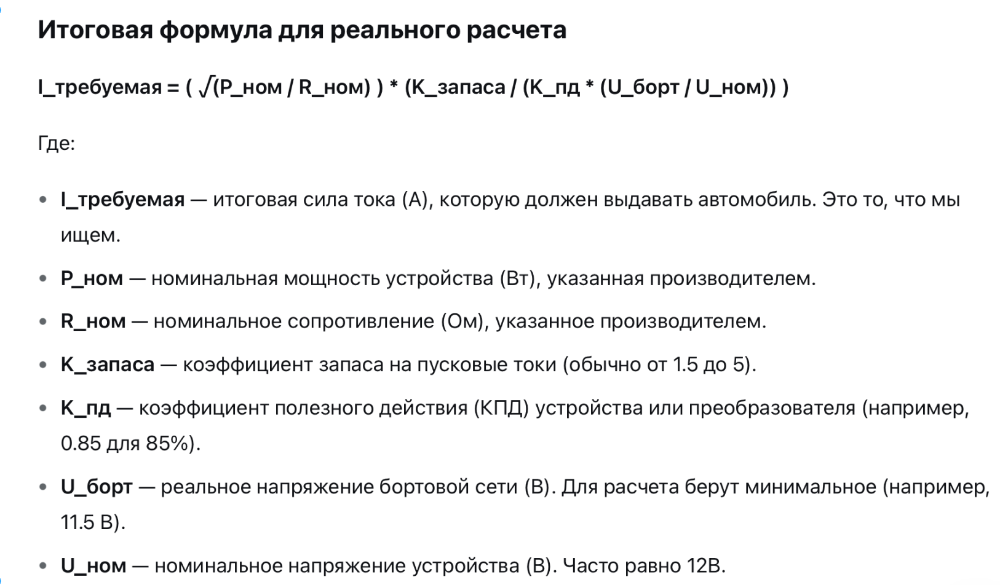 Итоговая формула для реального расчета
I_требуемая = ( √(P_ном / R_ном) ) * (K_запаса / (K_пд * (U_борт / U_ном)) )
Где:
• I_требуемая — итоговая сила тока (А), которую должен выдавать автомобиль. Это то, что мы
ищем.
• P_ном — номинальная мощность устройства (Вт), указанная производителем.
• R_ном — номинальное сопротивление (Ом), указанное производителем.
• K_запаса — коэффициент запаса на пусковые токи (обычно от 1.5 до 5).
• K_пд — коэффициент полезного действия (КПД) устройства или преобразователя (например,
0.85 для 85%).
• U_борт — реальное напряжение бортовой сети (В). Для расчета берут минимальное (например,
11.5 В).
• U_ном — номинальное напряжение устройства (В). Часто равно 12В.